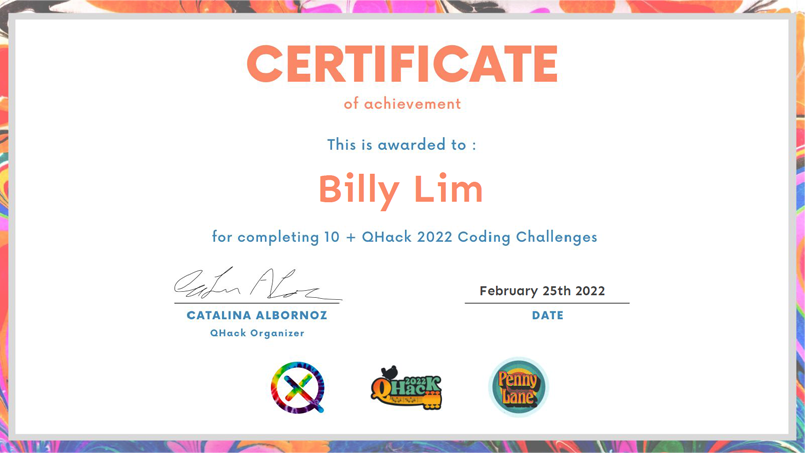 CERTIFICATE
of achievement
This is awarded to :
Billy Lim
for completing 10 + QHack 2022 Coding Challenges
February 25th 2022
CATALINA ALBORNOZ
DATE
QHack Organizer
2022
QHack
Penny
Lane